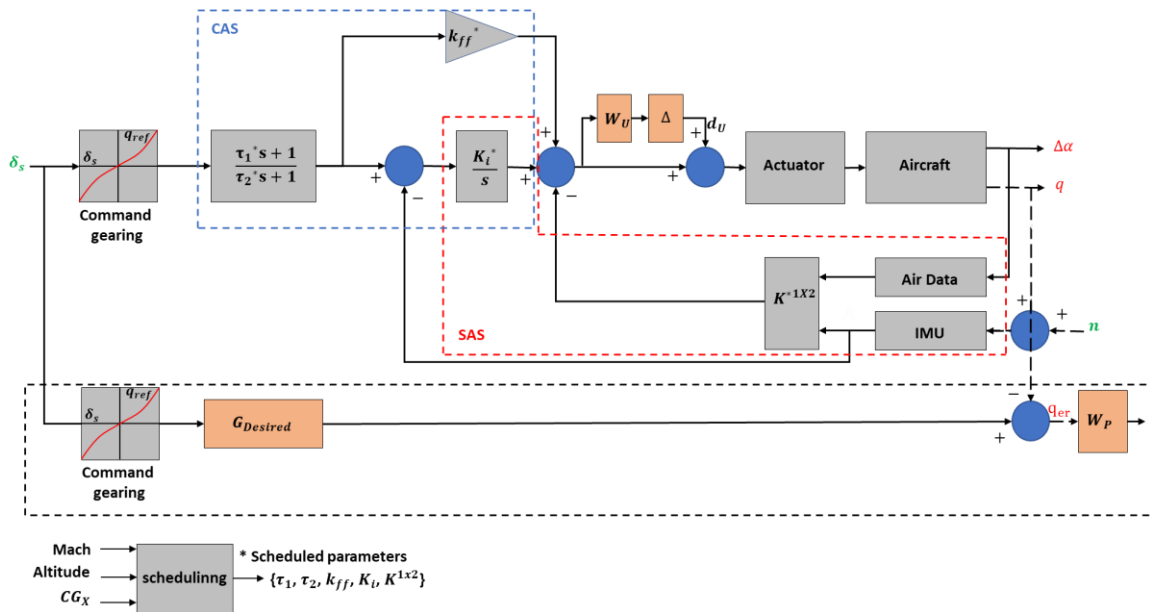 CAS
k_ff*
δ_s
δ_s
q_ref
Command
gearing
τ_1*s + 1
τ_2*s + 1
+
−
K_i*
s
+
+
−
W_U
Δ
d_U
+
+
Actuator
Aircraft
Δα
q
K*1X2
Air Data
IMU
SAS
+
+
n
δ_s
q_ref
Command
gearing
G_Desired
−
+
q_er
W_P
Mach
Altitude
CG_X
schedulinng
* Scheduled parameters
{τ_1, τ_2, k_ff, K_i, K^1x2}